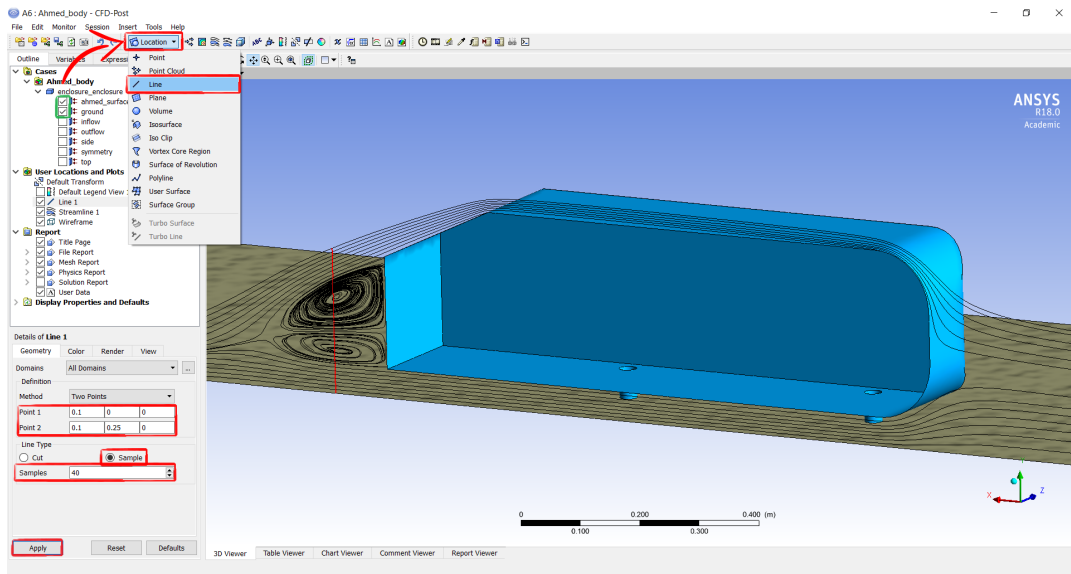 A6 : Ahmed_body - CFD-Post
File Edit Monitor Session Insert Tools Help
Location
Outline Variables Expressi
Cases
Ahmed_body
enclosure_enclosure
ahmed_surface
ground
inflow
outflow
side
symmetry
top
User Locations and Plots
Default Transform
Default Legend View
Line 1
Streamline 1
Wireframe
Report
Title Page
File Report
Mesh Report
Physics Report
Solution Report
User Data
Display Properties and Defaults
Point
Point Cloud
Line
Plane
Volume
Isosurface
Iso Clip
Vortex Core Region
Surface of Revolution
Polyline
User Surface
Surface Group
Turbo Surface
Turbo Line
Details of Line 1
Geometry Color Render View
Domains All Domains ...
Definition
Method Two Points
Point 1 0.1 0 0
Point 2 0.1 0.25 0
Line Type
Cut Sample
Samples 40
Apply Reset Defaults
ANSYS
R18.0
Academic
X Z
0 0.200 0.400 (m)
0.100 0.300
3D Viewer Table Viewer Chart Viewer Comment Viewer Report Viewer